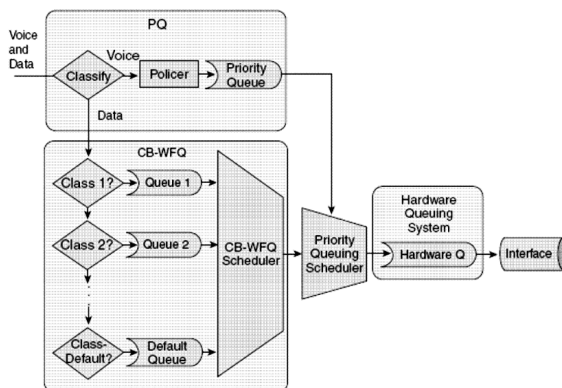 PQ
Voice
and
Data
Voice
Classify
Policer
Priority
Queue
Data
CB-WFQ
Class 1?
Queue 1
Class 2?
Queue 2
CB-WFQ
Scheduler
Class-
Default?
Default
Queue
Priority
Queuing
Scheduler
Hardware
Queuing
System
Hardware Q
Interface